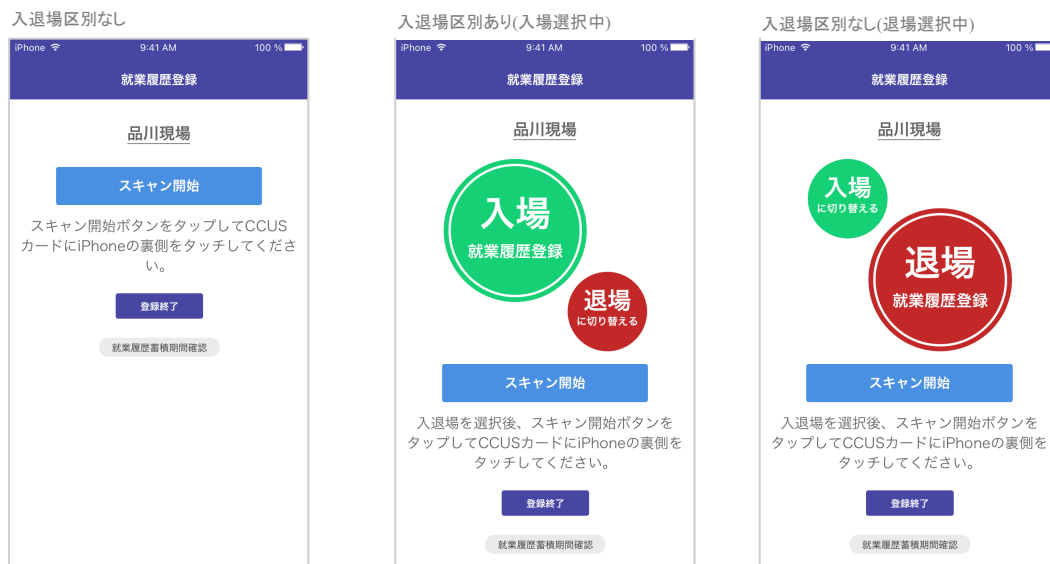 入退場区別なし
iPhone 9:41 AM 100 %
就業履歴登録
品川現場
スキャン開始
スキャン開始ボタンをタップしてCCUS
カードにiPhoneの裏側をタッチしてくださ
い。
登録終了
就業履歴蓄積期間確認
入退場区別あり(入場選択中)
iPhone 9:41 AM 100 %
就業履歴登録
品川現場
入場
就業履歴登録
退場
に切り替える
スキャン開始
入退場を選択後、スキャン開始ボタンを
タップしてCCUSカードにiPhoneの裏側を
タッチしてください。
登録終了
就業履歴蓄積期間確認
入退場区別なし(退場選択中)
iPhone 9:41 AM 100 %
就業履歴登録
品川現場
入場
に切り替える
退場
就業履歴登録
スキャン開始
入退場を選択後、スキャン開始ボタンを
タップしてCCUSカードにiPhoneの裏側を
タッチしてください。
登録終了
就業履歴蓄積期間確認